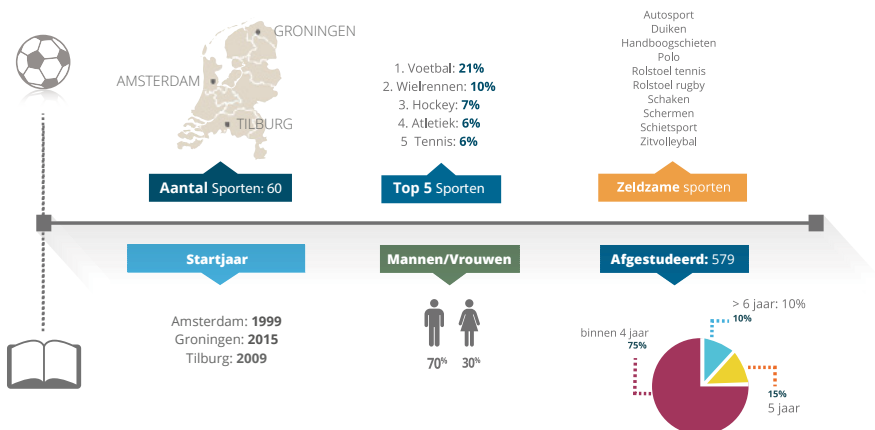 GRONINGEN
AMSTERDAM
TILBURG
Aantal Sporten: 60
1. Voetbal: 21%
2. Wielrennen: 10%
3. Hockey: 7%
4. Atletiek: 6%
5 Tennis: 6%
Top 5 Sporten
Autosport
Duiken
Handboogschieten
Polo
Rolstoel tennis
Rolstoel rugby
Schaken
Schermen
Schietsport
Zitvolleybal
Zeldzame sporten
Startjaar
Amsterdam: 1999
Groningen: 2015
Tilburg: 2009
Mannen/Vrouwen
70% 30%
Afgestudeerd: 579
> 6 jaar: 10%
10%
binnen 4 jaar
75%
15%
5 jaar